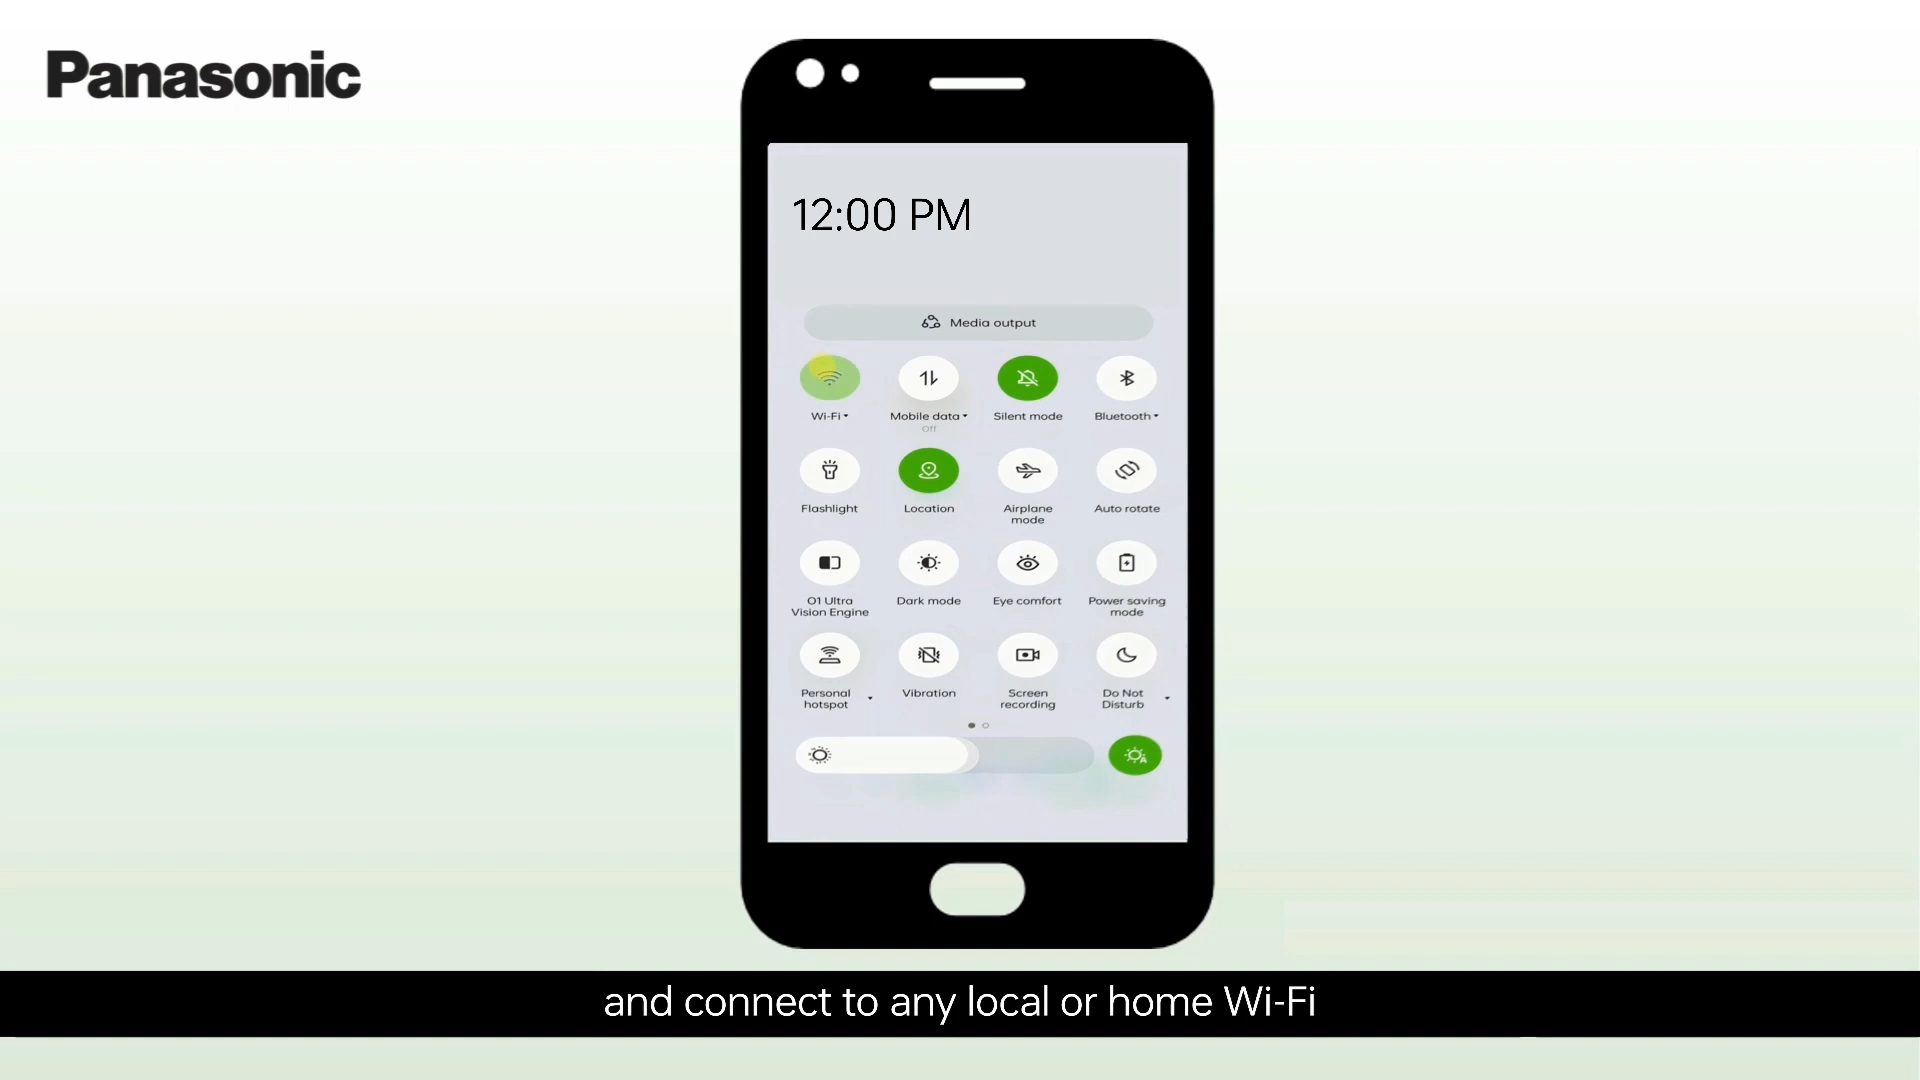 Panasonic
12:00 PM
Media output
Wi-Fi
Mobile data
Off
Silent mode
Bluetooth
Flashlight
Location
Airplane
mode
Auto rotate
O1 Ultra
Vision Engine
Dark mode
Eye comfort
Power saving
mode
Personal
hotspot
Vibration
Screen
recording
Do Not
Disturb
and connect to any local or home Wi-Fi